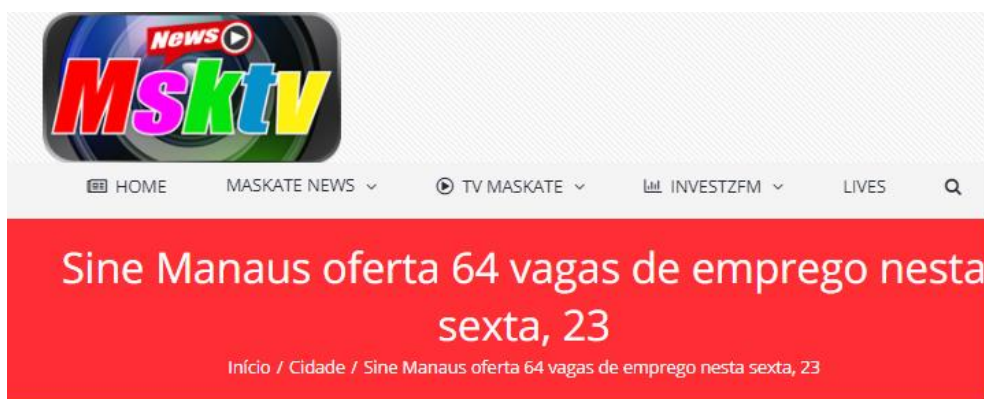 News
Msktv
HOME MASKATE NEWS TV MASKATE INVESTZFM LIVES
Sine Manaus oferta 64 vagas de emprego nesta
sexta, 23
Início / Cidade / Sine Manaus oferta 64 vagas de emprego nesta sexta, 23